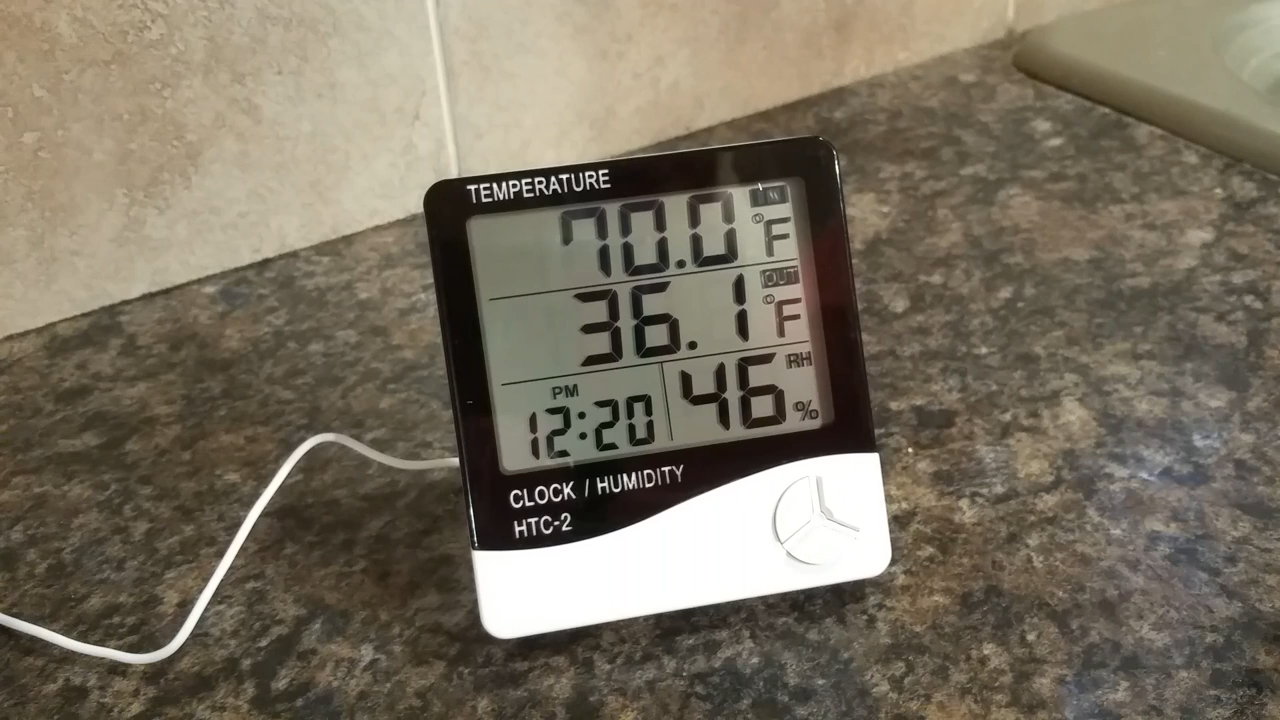 TEMPERATURE
70.0 °F IN
36.1 °F OUT
PM
12:20
46 % RH
CLOCK / HUMIDITY
HTC-2